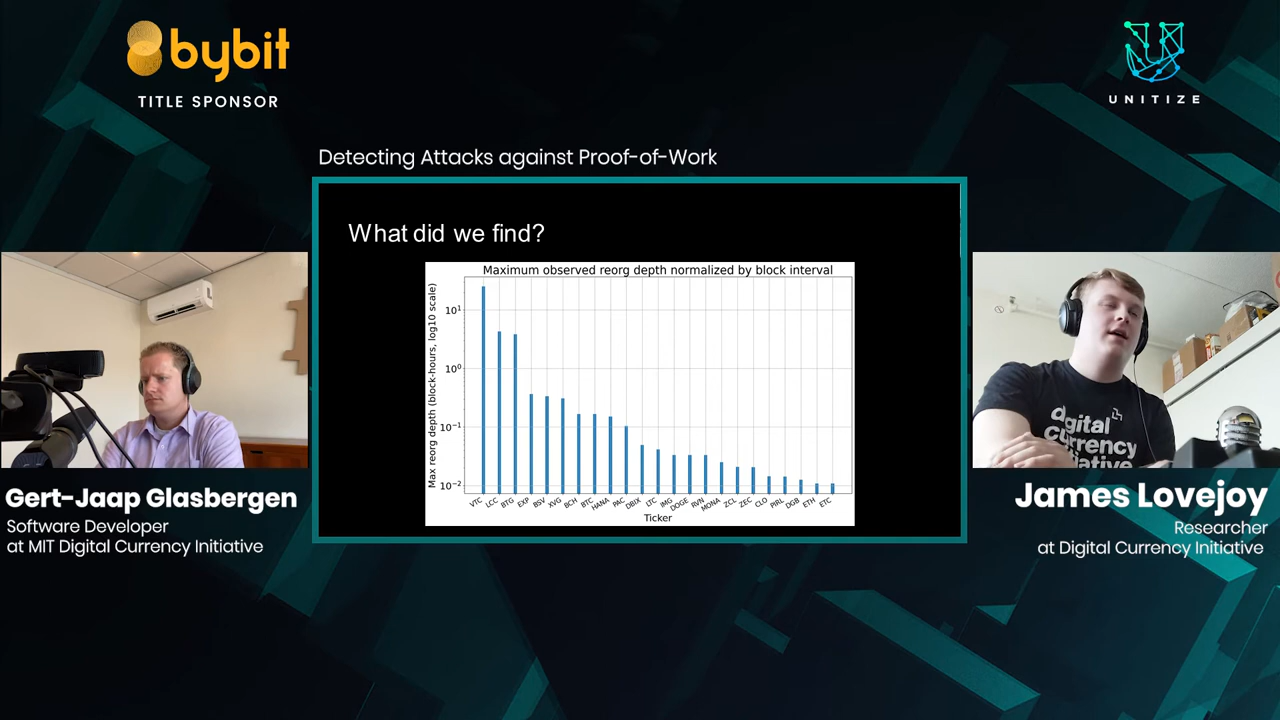 bybit
TITLE SPONSOR
UNITIZE
Detecting Attacks against Proof-of-Work
What did we find?
Maximum observed reorg depth normalized by block interval
Max reorg depth (block-hours, log10 scale)
10¹
10⁰
10⁻¹
10⁻²
VTC LCC BTG EXP BSV XVG BCH BTC HANA PAC DBIX LTC IMG DOGE RVN MONA ZCL ZEC CLO PIRL DGB ETH ETC
Ticker
digital
currency
initiative
Gert-Jaap Glasbergen
Software Developer
at MIT Digital Currency Initiative
James Lovejoy
Researcher
at Digital Currency Initiative